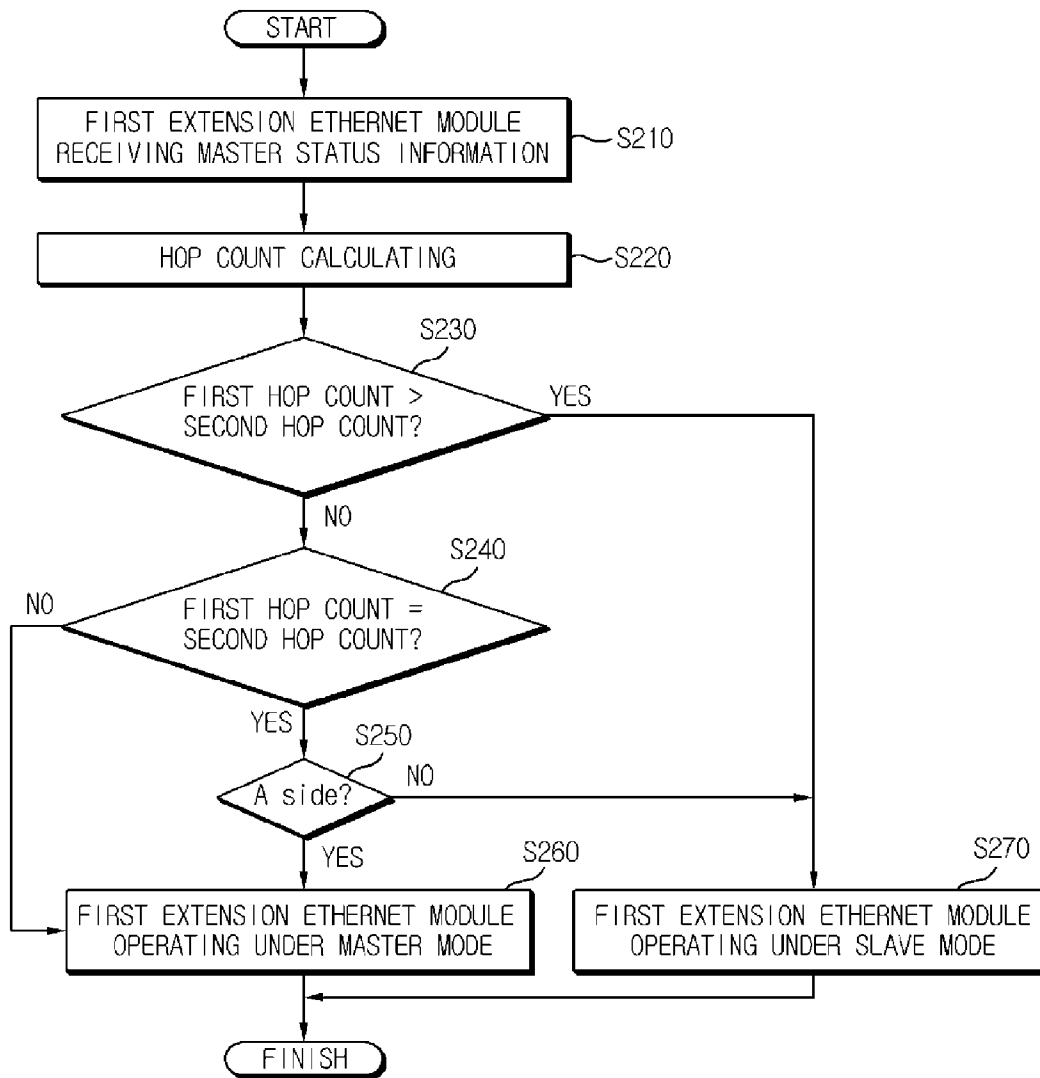 START
FIRST EXTENSION ETHERNET MODULE
RECEIVING MASTER STATUS INFORMATION
S210
HOP COUNT CALCULATING
S220
S230
FIRST HOP COUNT >
SECOND HOP COUNT?
YES
NO
S240
NO
FIRST HOP COUNT =
SECOND HOP COUNT?
YES
S250
A side?
NO
YES
S260
S270
FIRST EXTENSION ETHERNET MODULE
OPERATING UNDER MASTER MODE
FIRST EXTENSION ETHERNET MODULE
OPERATING UNDER SLAVE MODE
FINISH